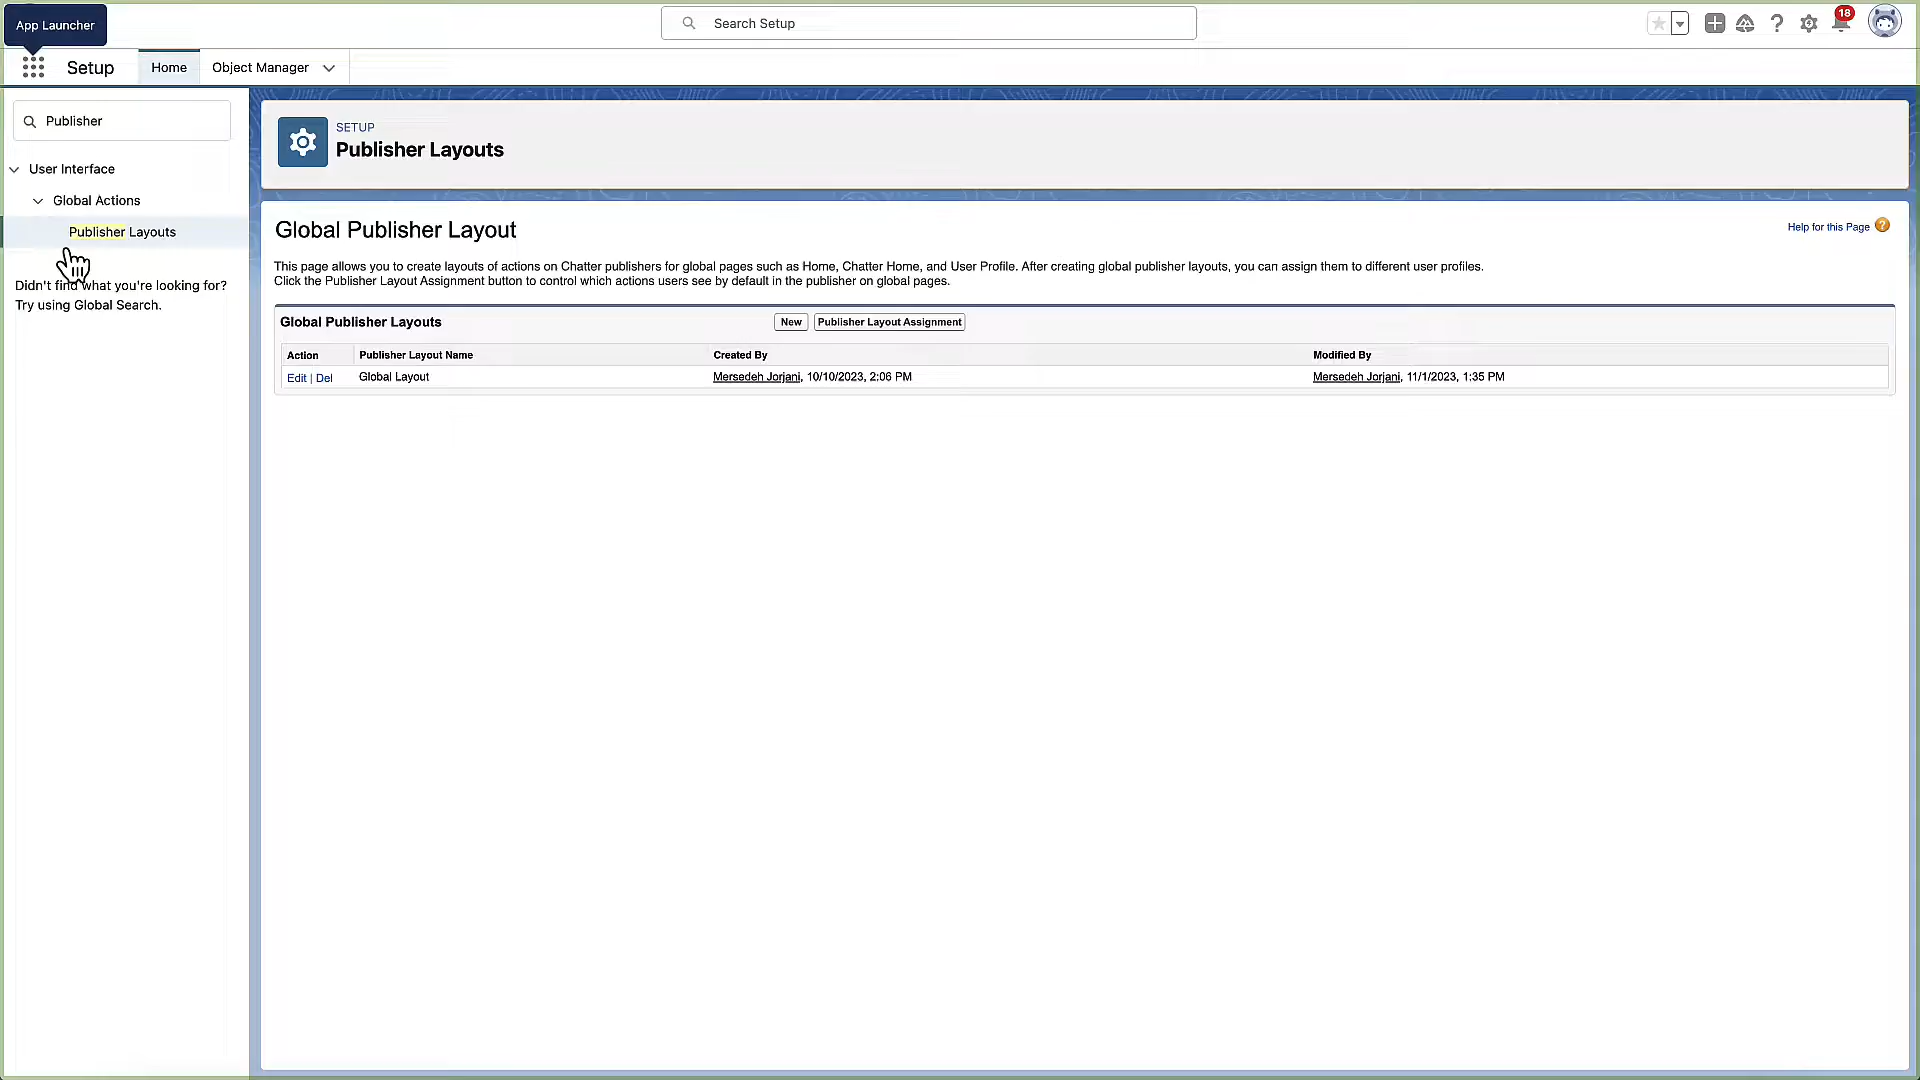 App Launcher
Search Setup
18
Setup
Home
Object Manager
Publisher
User Interface
Global Actions
Publisher Layouts
Didn't find what you're looking for?
Try using Global Search.
SETUP
Publisher Layouts
Global Publisher Layout
Help for this Page
This page allows you to create layouts of actions on Chatter publishers for global pages such as Home, Chatter Home, and User Profile. After creating global publisher layouts, you can assign them to different user profiles.
Click the Publisher Layout Assignment button to control which actions users see by default in the publisher on global pages.
Global Publisher Layouts
New
Publisher Layout Assignment
Action Publisher Layout Name Created By Modified By
Edit | Del Global Layout Mersedeh Jorjani, 10/10/2023, 2:06 PM Mersedeh Jorjani, 11/1/2023, 1:35 PM